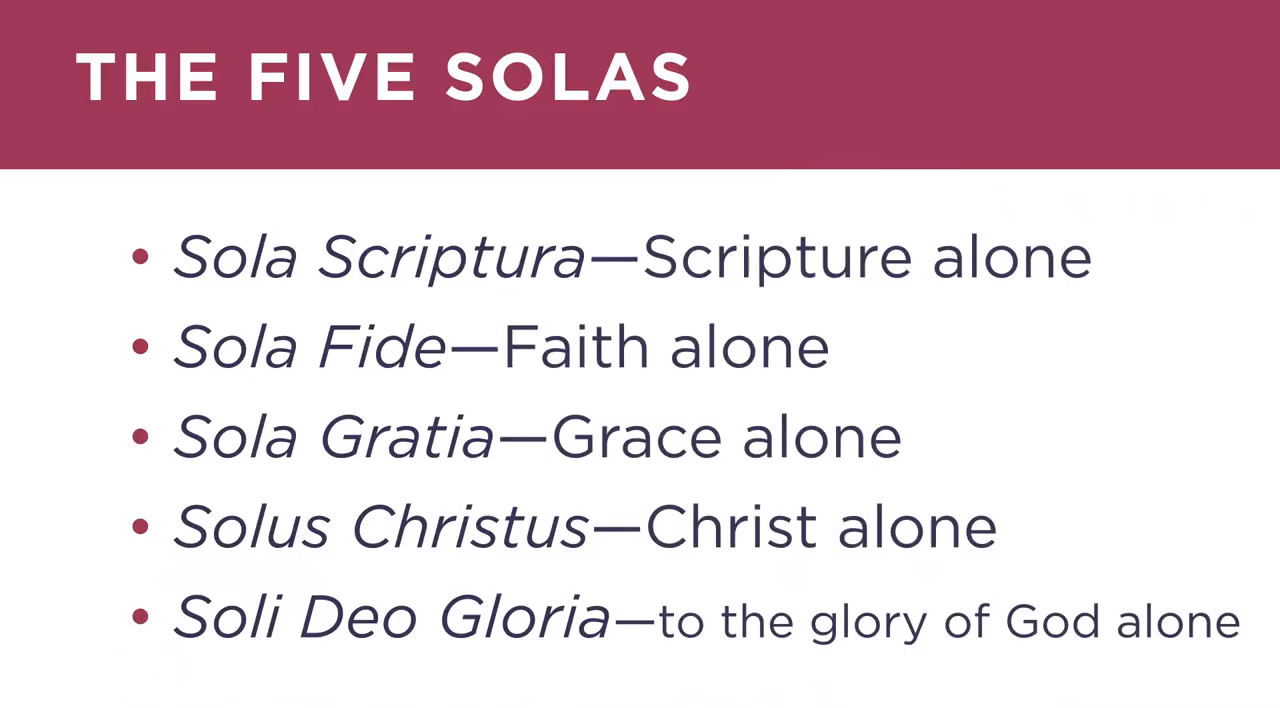 THE FIVE SOLAS
• Sola Scriptura—Scripture alone
• Sola Fide—Faith alone
• Sola Gratia—Grace alone
• Solus Christus—Christ alone
• Soli Deo Gloria—to the glory of God alone